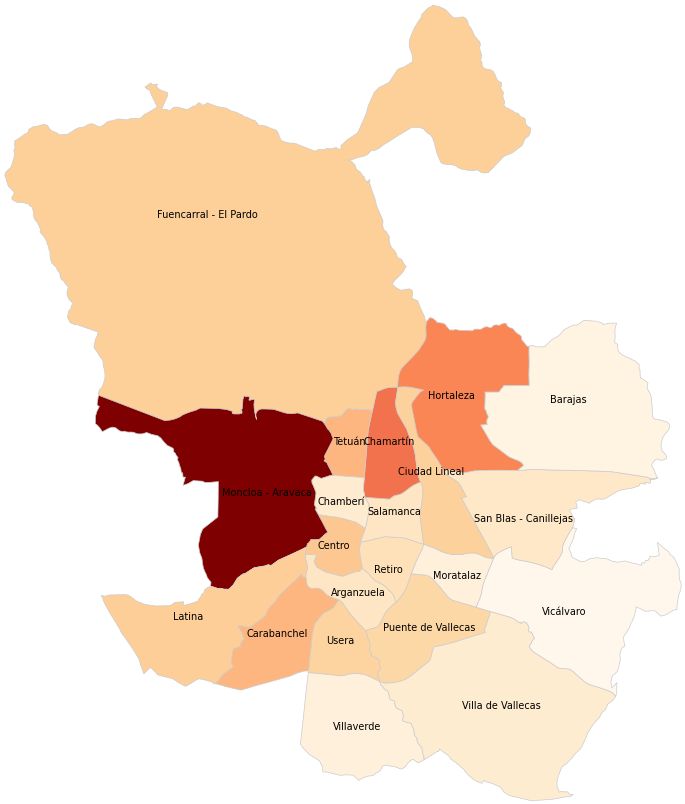 Fuencarral - El Pardo
Hortaleza
Barajas
Tetuán
Chamartín
Ciudad Lineal
Moncloa - Aravaca
Chamberí
Salamanca
San Blas - Canillejas
Centro
Retiro
Moratalaz
Arganzuela
Vicálvaro
Latina
Carabanchel
Usera
Puente de Vallecas
Villa de Vallecas
Villaverde